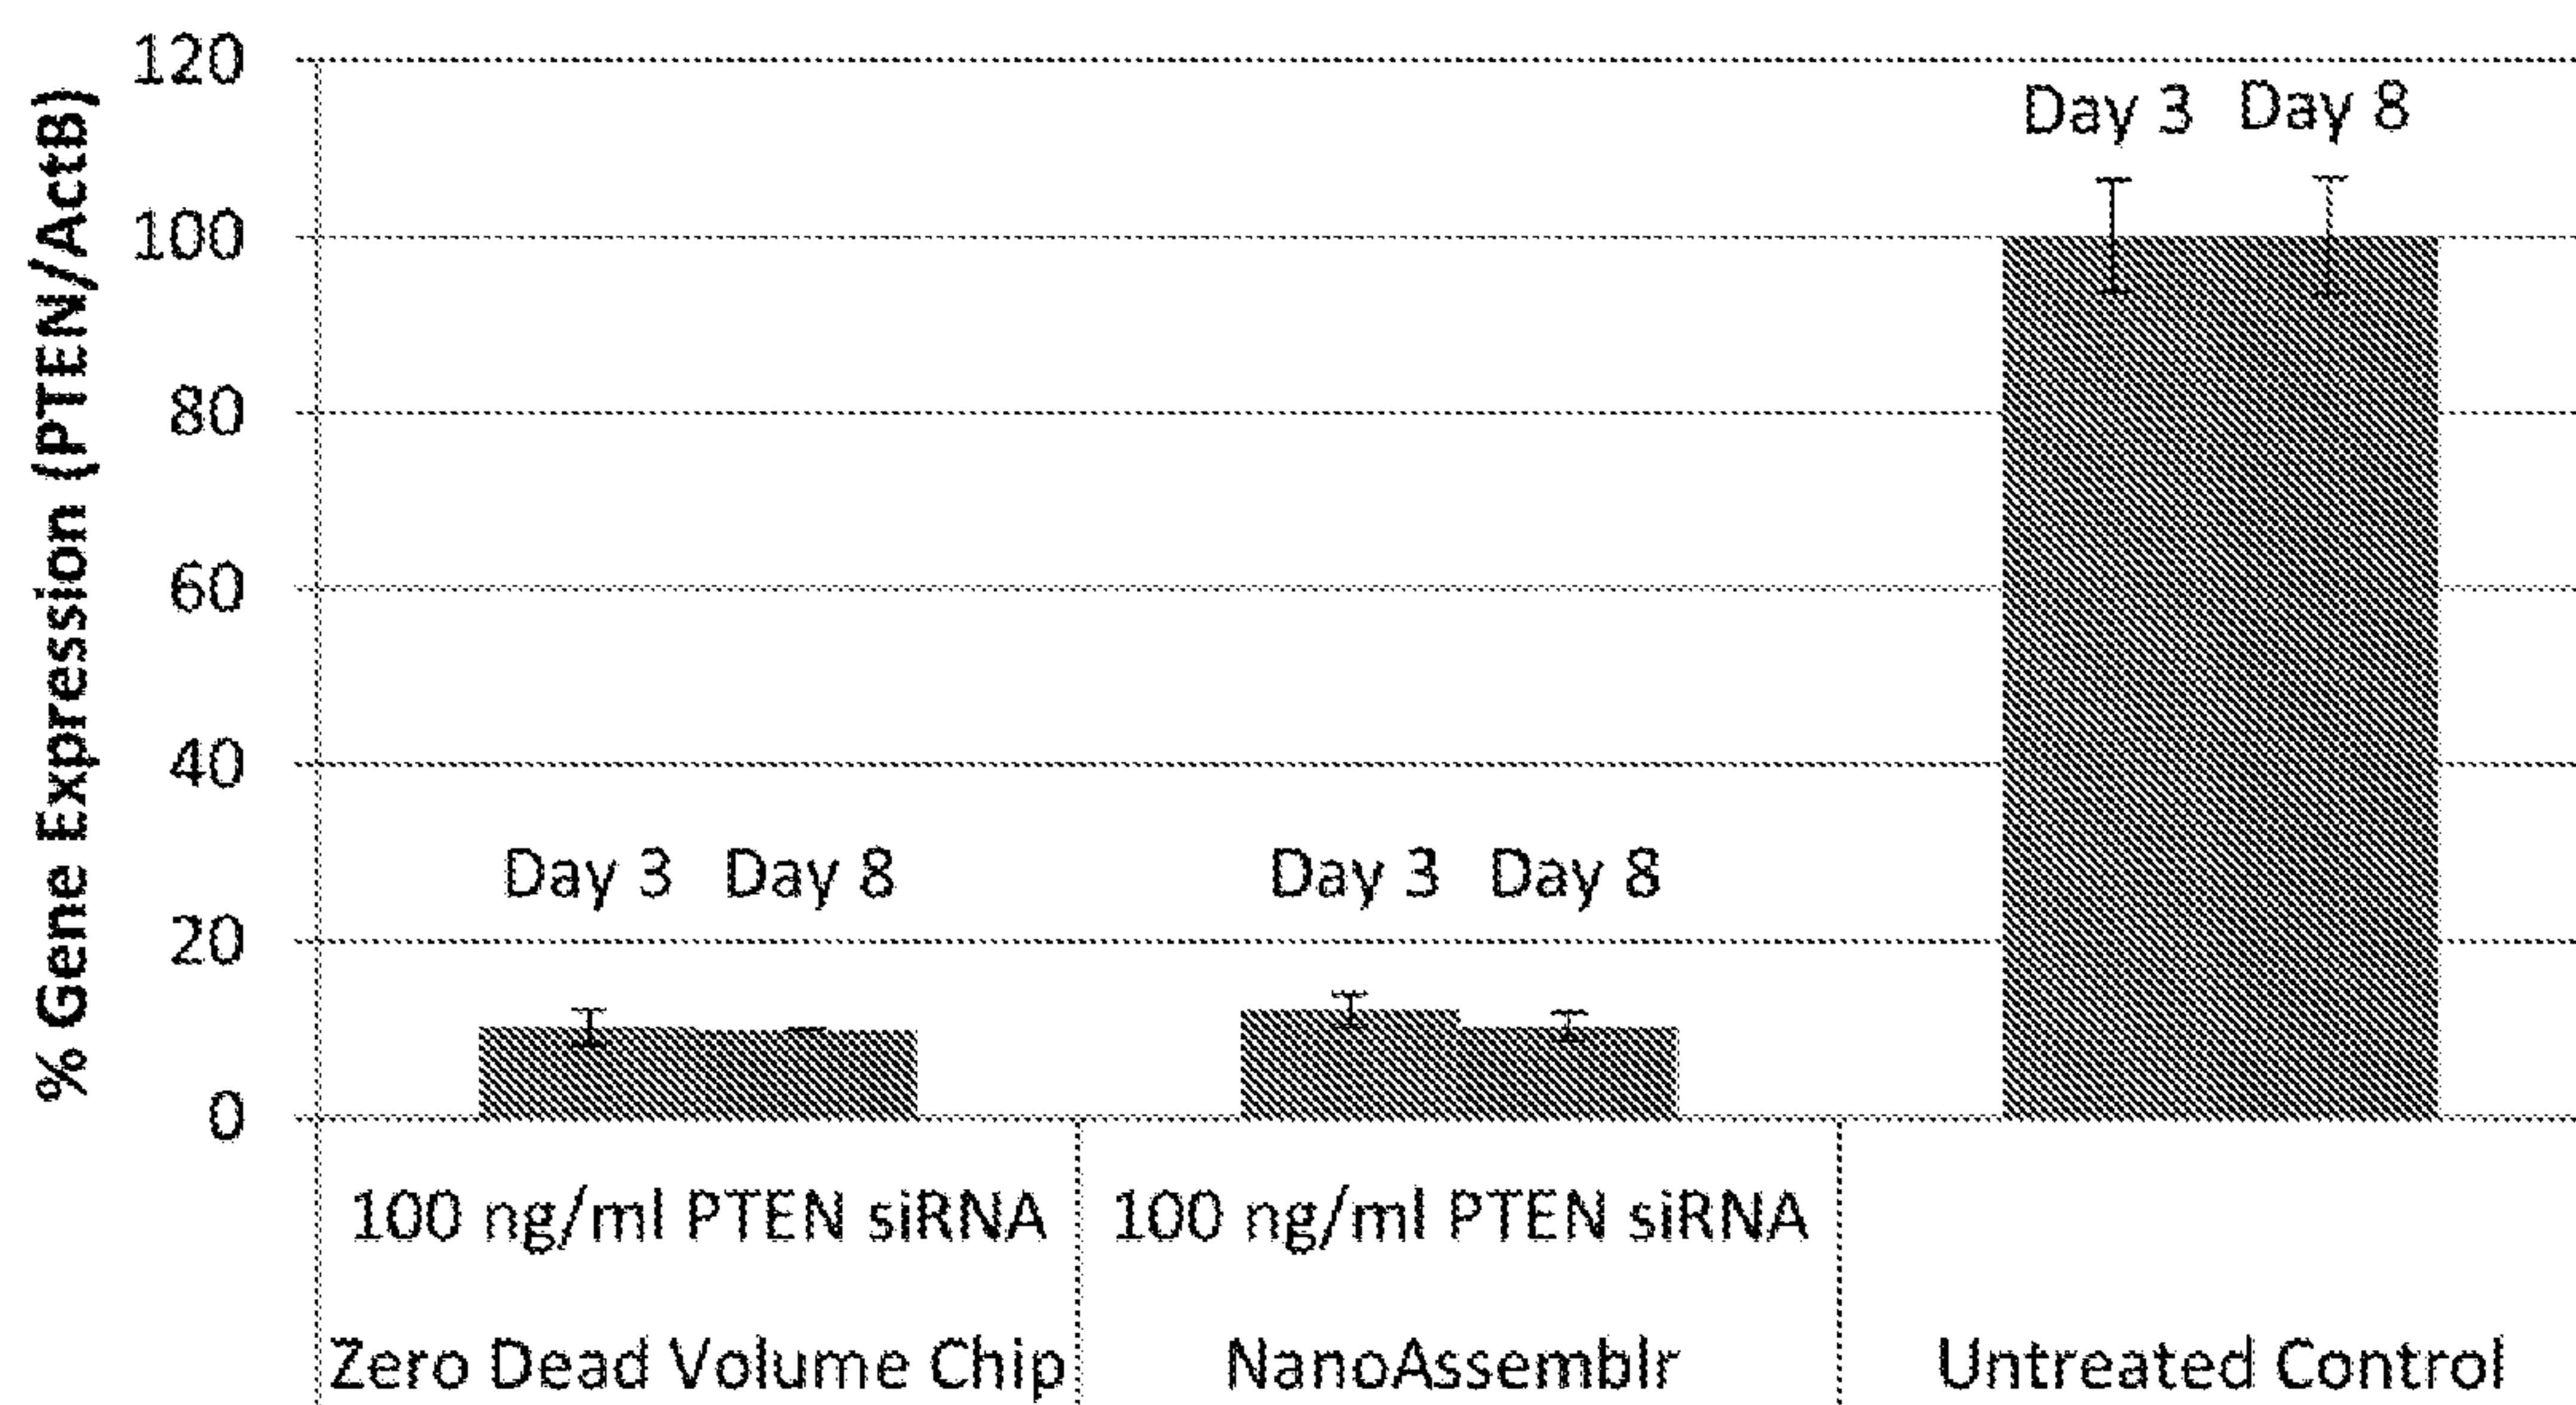 % Gene Expression (PTEN/ActB)
120
100
80
60
40
20
0
Day 3 Day 8
Day 3 Day 8
Day 3 Day 8
100 ng/ml PTEN siRNA
100 ng/ml PTEN siRNA
Zero Dead Volume Chip
NanoAssemblr
Untreated Control